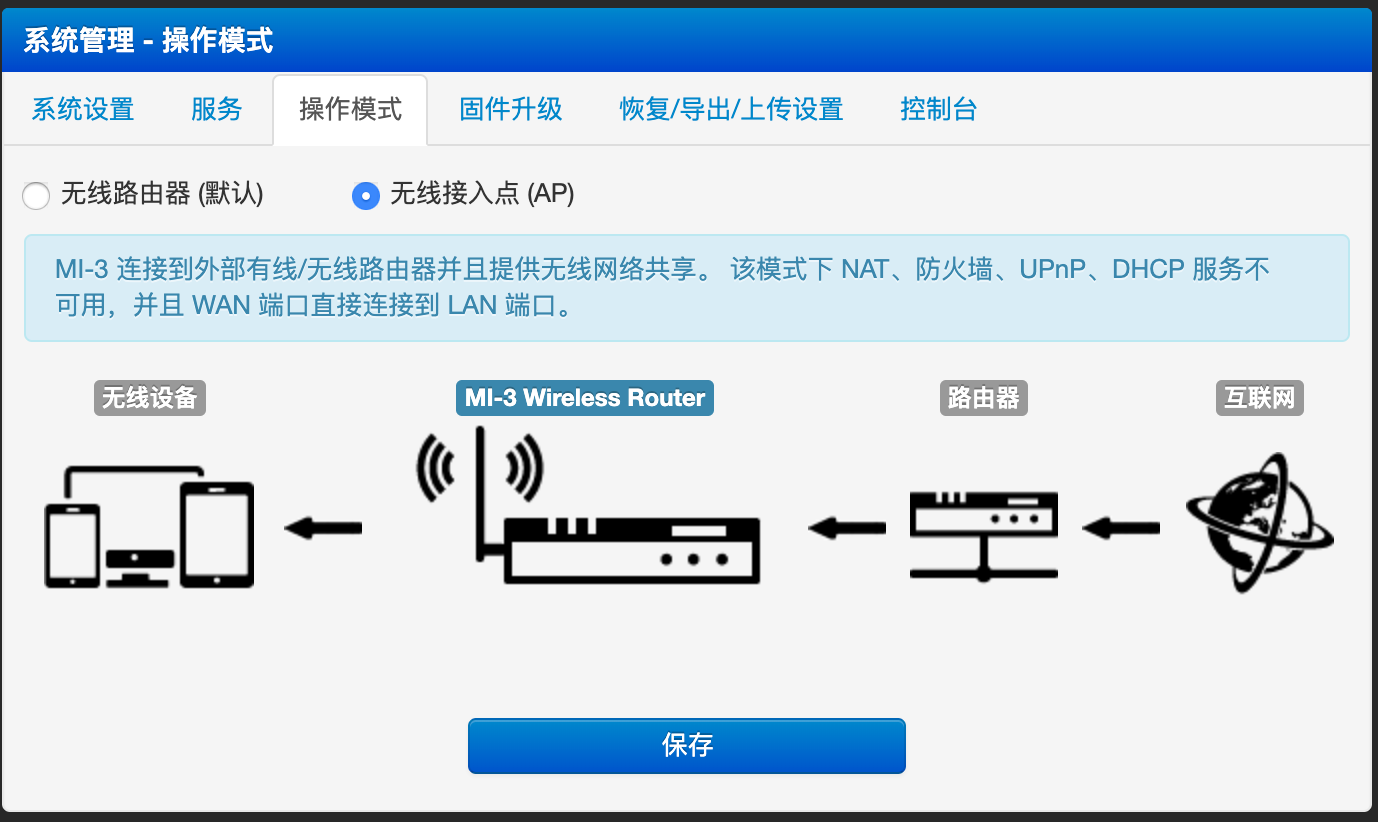 系统管理 - 操作模式
系统设置 服务 操作模式 固件升级 恢复/导出/上传设置 控制台
无线路由器 (默认) 无线接入点 (AP)
MI-3 连接到外部有线/无线路由器并且提供无线网络共享。 该模式下 NAT、防火墙、UPnP、DHCP 服务不
可用，并且 WAN 端口直接连接到 LAN 端口。
无线设备 MI-3 Wireless Router 路由器 互联网
保存